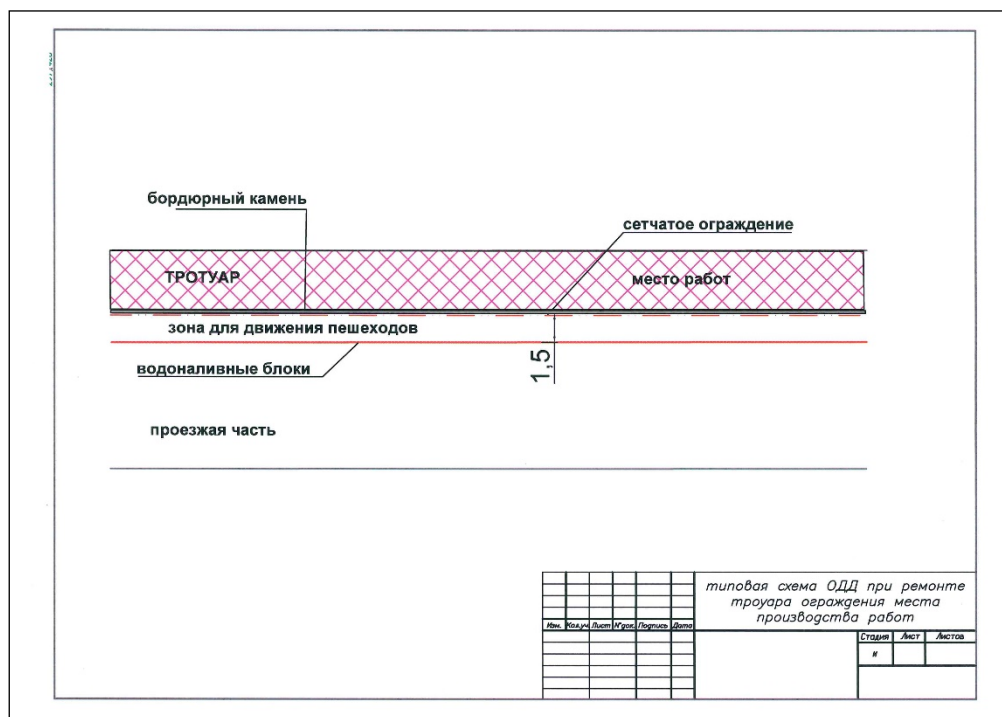 бордюрный камень
сетчатое ограждение
ТРОТУАР
место работ
зона для движения пешеходов
водоналивные блоки
1,5
проезжая часть
типовая схема ОДД при ремонте
троуара ограждения места
производства работ
Изм. Кол.уч Лист №док. Подпись Дата
Стадия Лист Листов